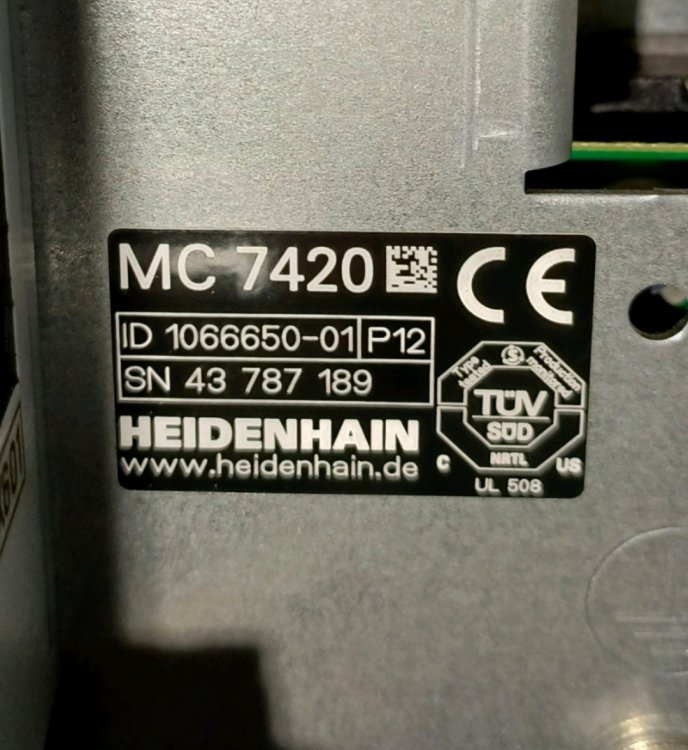 MC 7420 CE
ID 1066650-01 P12
SN 43 787 189
HEIDENHAIN
www.heidenhain.de
Type tested
S
Production monitored
TÜV
SÜD
NRTL
C US
UL 508